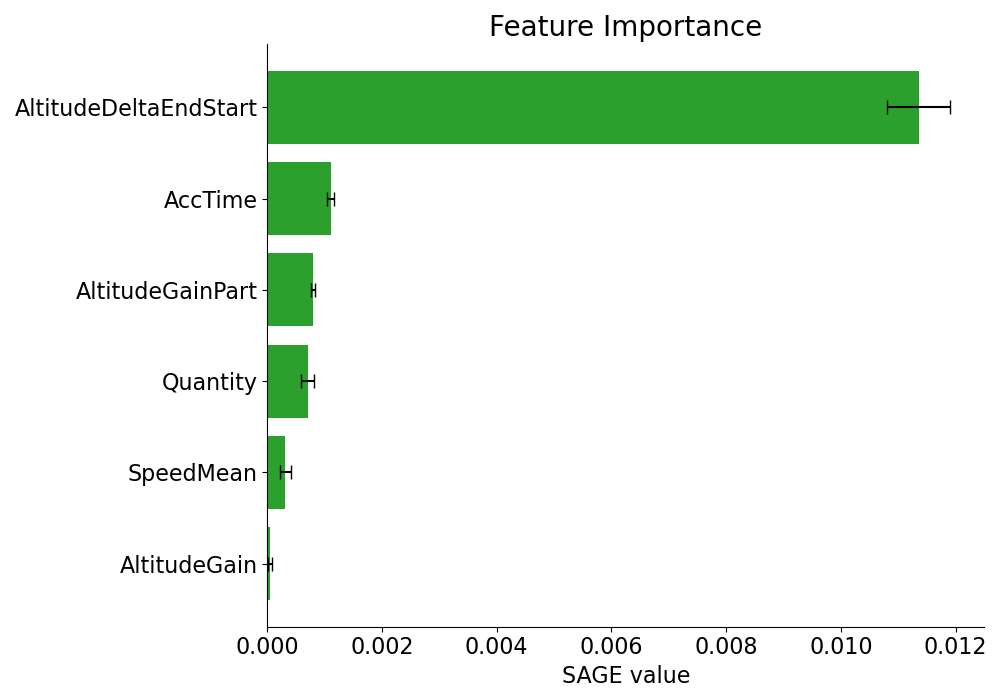 Feature Importance
AltitudeDeltaEndStart
AccTime
AltitudeGainPart
Quantity
SpeedMean
AltitudeGain
0.000 0.002 0.004 0.006 0.008 0.010 0.012
SAGE value